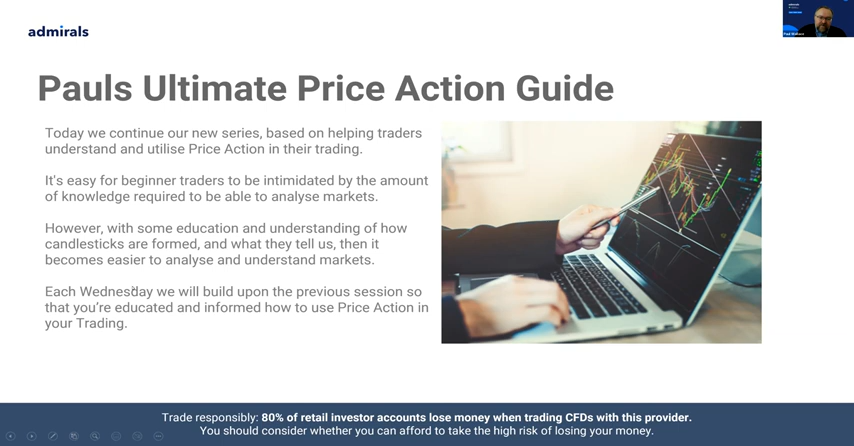 admirals
Pauls Ultimate Price Action Guide
Today we continue our new series, based on helping traders
understand and utilise Price Action in their trading.
It's easy for beginner traders to be intimidated by the amount
of knowledge required to be able to analyse markets.
However, with some education and understanding of how
candlesticks are formed, and what they tell us, then it
becomes easier to analyse and understand markets.
Each Wednesday we will build upon the previous session so
that you’re educated and informed how to use Price Action in
your Trading.
Trade responsibly: 80% of retail investor accounts lose money when trading CFDs with this provider.
You should consider whether you can afford to take the high risk of losing your money.